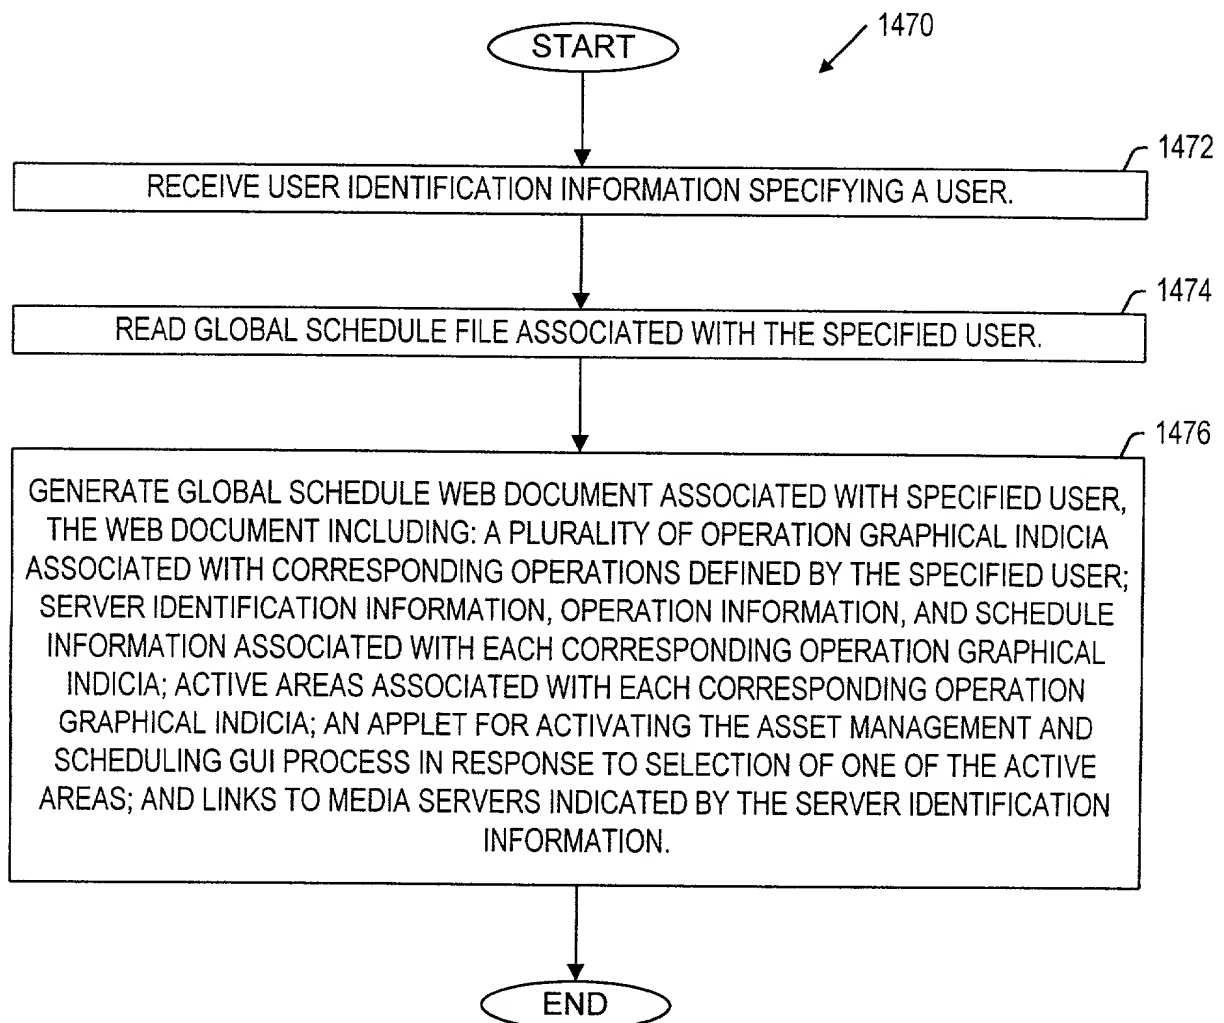 1470
START
1472
RECEIVE USER IDENTIFICATION INFORMATION SPECIFYING A USER.
1474
READ GLOBAL SCHEDULE FILE ASSOCIATED WITH THE SPECIFIED USER.
1476
GENERATE GLOBAL SCHEDULE WEB DOCUMENT ASSOCIATED WITH SPECIFIED USER,
THE WEB DOCUMENT INCLUDING: A PLURALITY OF OPERATION GRAPHICAL INDICIA
ASSOCIATED WITH CORRESPONDING OPERATIONS DEFINED BY THE SPECIFIED USER;
SERVER IDENTIFICATION INFORMATION, OPERATION INFORMATION, AND SCHEDULE
INFORMATION ASSOCIATED WITH EACH CORRESPONDING OPERATION GRAPHICAL
INDICIA; ACTIVE AREAS ASSOCIATED WITH EACH CORRESPONDING OPERATION
GRAPHICAL INDICIA; AN APPLET FOR ACTIVATING THE ASSET MANAGEMENT AND
SCHEDULING GUI PROCESS IN RESPONSE TO SELECTION OF ONE OF THE ACTIVE
AREAS; AND LINKS TO MEDIA SERVERS INDICATED BY THE SERVER IDENTIFICATION
INFORMATION.
END